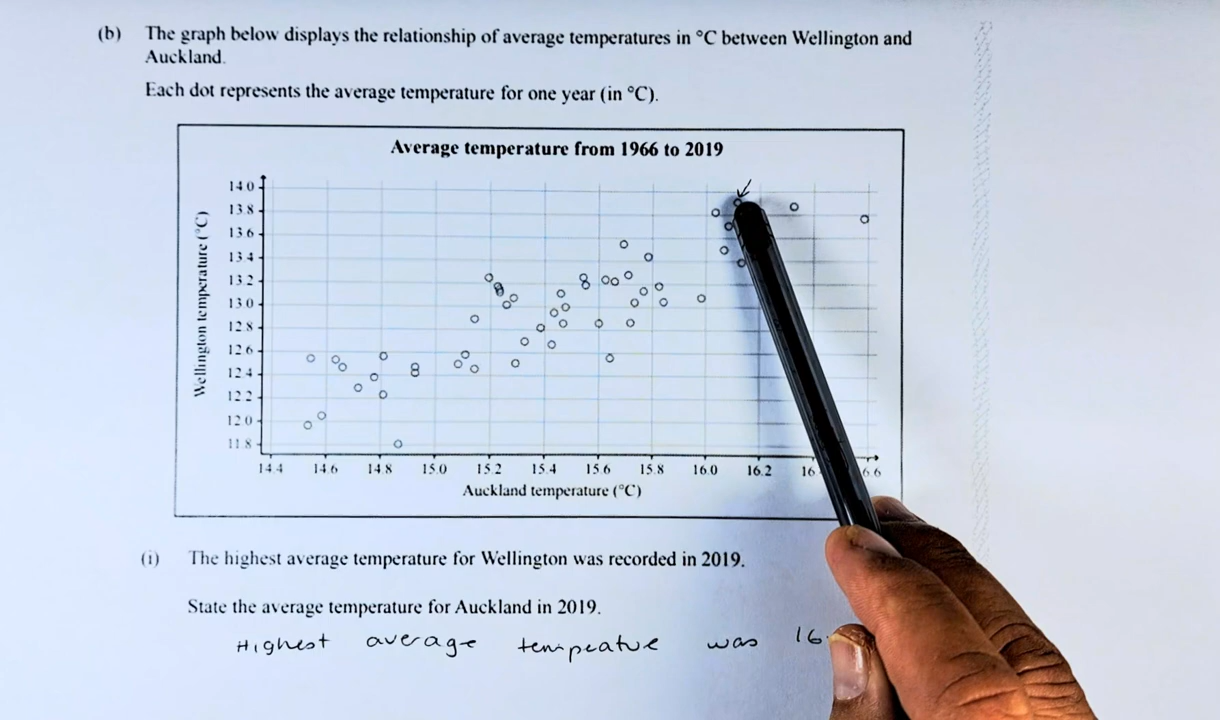 (b) The graph below displays the relationship of average temperatures in °C between Wellington and
Auckland.
Each dot represents the average temperature for one year (in °C).
Average temperature from 1966 to 2019
14.0
13.8
13.6
13.4
13.2
13.0
12.8
12.6
12.4
12.2
12.0
11.8
Wellington temperature (°C)
14.4 14.6 14.8 15.0 15.2 15.4 15.6 15.8 16.0 16.2 16 6.6
Auckland temperature (°C)
(i) The highest average temperature for Wellington was recorded in 2019.
State the average temperature for Auckland in 2019.
Highest average tempeature was 16.